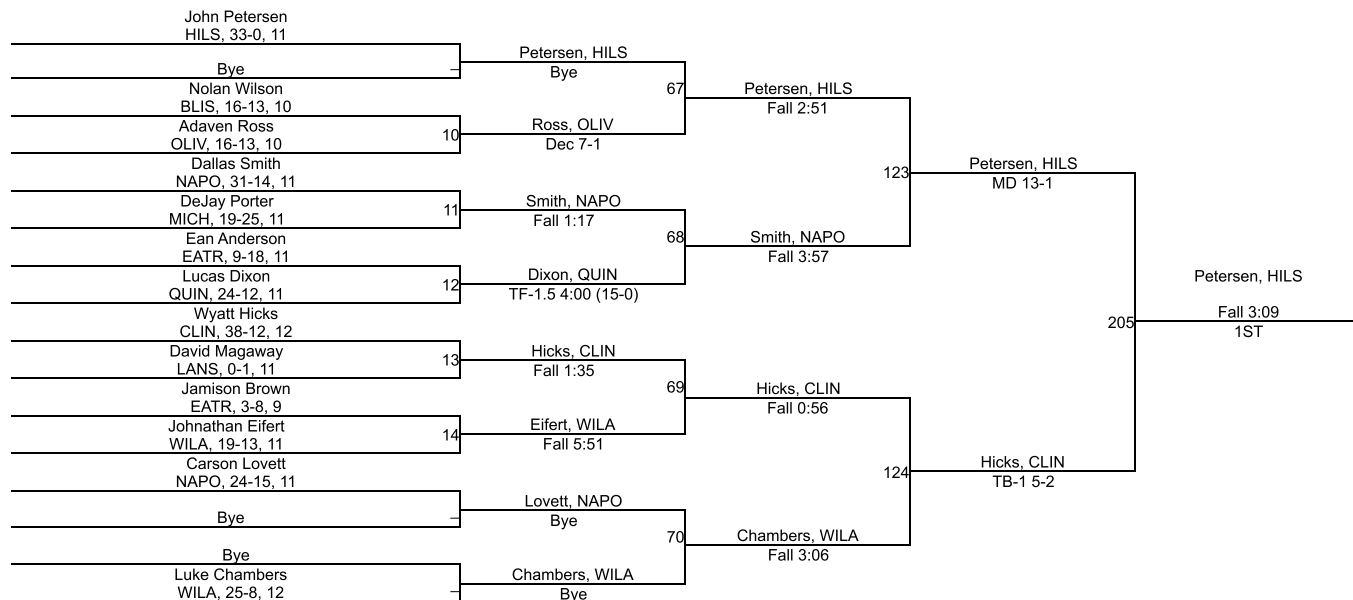 John Petersen
HILS, 33-0, 11
Bye
–
Nolan Wilson
BLIS, 16-13, 10
Adaven Ross
OLIV, 16-13, 10
10
Dallas Smith
NAPO, 31-14, 11
DeJay Porter
MICH, 19-25, 11
11
Ean Anderson
EATR, 9-18, 11
Lucas Dixon
QUIN, 24-12, 11
12
Wyatt Hicks
CLIN, 38-12, 12
David Magaway
LANS, 0-1, 11
13
Jamison Brown
EATR, 3-8, 9
Johnathan Eifert
WILA, 19-13, 11
14
Carson Lovett
NAPO, 24-15, 11
Bye
–
Bye
Luke Chambers
WILA, 25-8, 12
–
Petersen, HILS
Bye
67
Ross, OLIV
Dec 7-1
Smith, NAPO
Fall 1:17
68
Dixon, QUIN
TF-1.5 4:00 (15-0)
Hicks, CLIN
Fall 1:35
69
Eifert, WILA
Fall 5:51
Lovett, NAPO
Bye
70
Chambers, WILA
Bye
Petersen, HILS
Fall 2:51
123
Smith, NAPO
Fall 3:57
Hicks, CLIN
Fall 0:56
124
Chambers, WILA
Fall 3:06
Petersen, HILS
MD 13-1
205
Hicks, CLIN
TB-1 5-2
Petersen, HILS
Fall 3:09
1ST